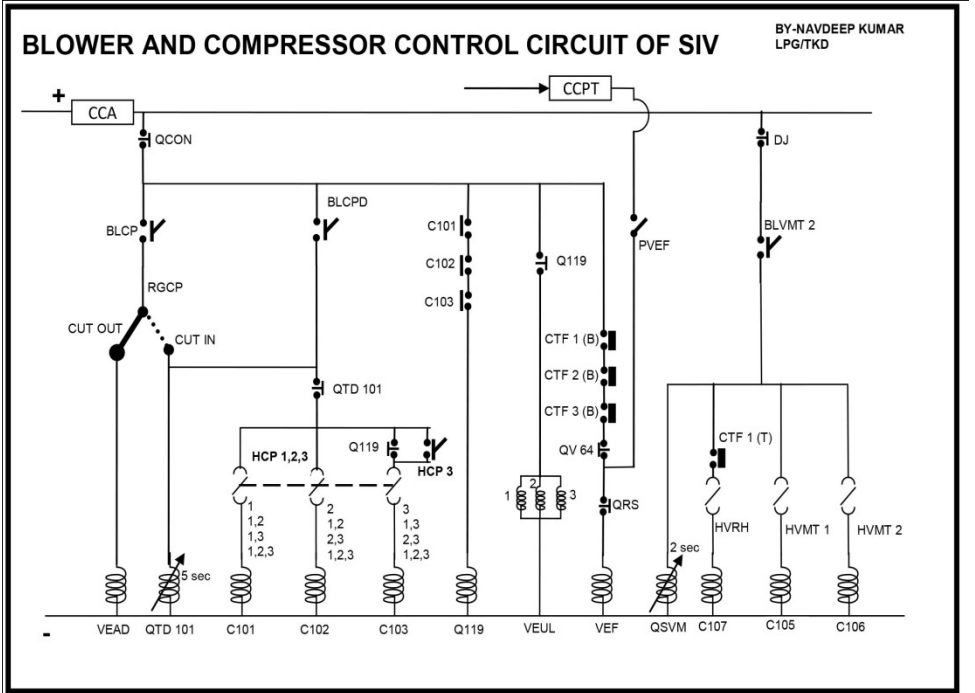 BLOWER AND COMPRESSOR CONTROL CIRCUIT OF SIV
BY-NAVDEEP KUMAR
LPG/TKD
CCPT
+
CCA
QCON
DJ
BLCP
BLCPD
C101
C102
C103
Q119
PVEF
BLVMT 2
RGCP
CUT OUT
CUT IN
CTF 1 (B)
CTF 2 (B)
CTF 3 (B)
QTD 101
Q119
HCP 1,2,3
HCP 3
QV 64
CTF 1 (T)
1
1,2
1,3
1,2,3
2
1,2
2,3
1,2,3
3
1,3
2,3
1,2,3
1
2
3
QRS
HVRH
HVMT 1
HVMT 2
5 sec
2 sec
-
VEAD
QTD 101
C101
C102
C103
Q119
VEUL
VEF
QSVM
C107
C105
C106